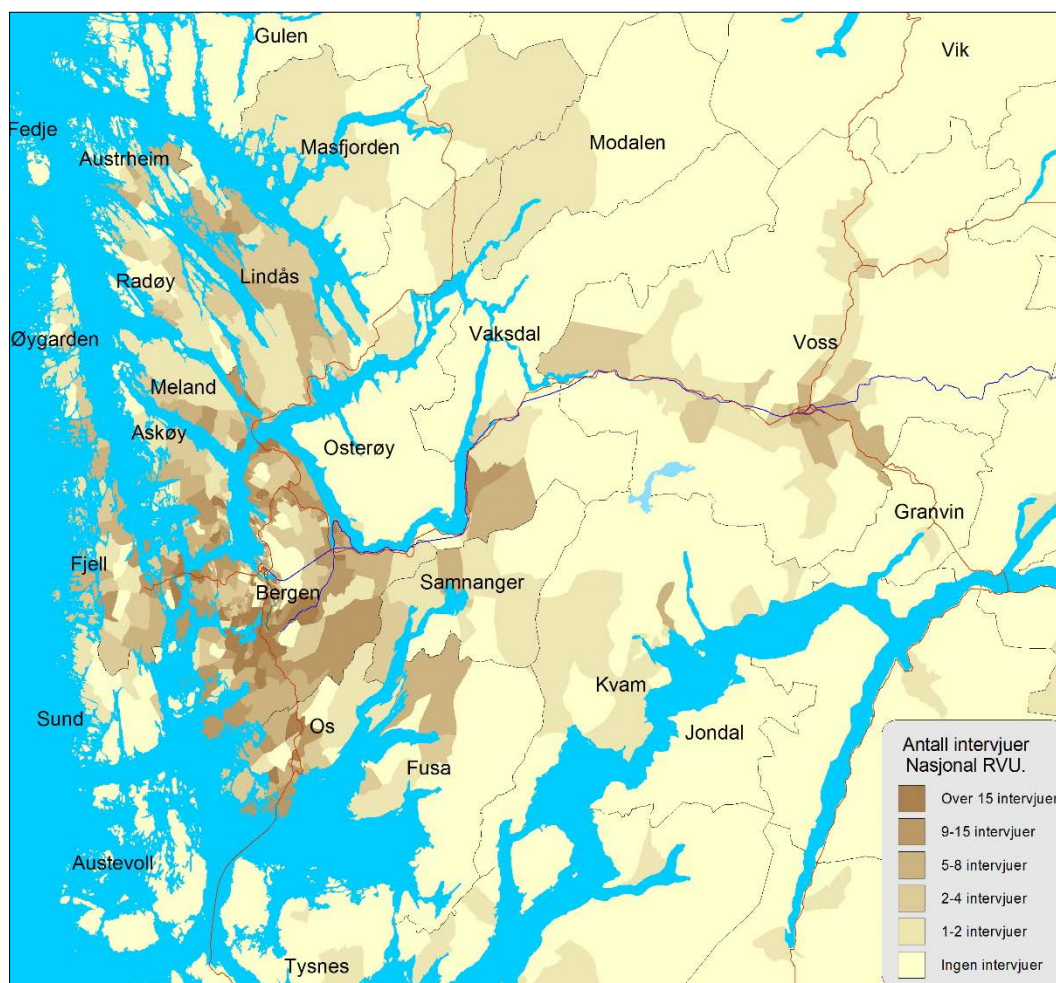 Gulen
Vik
Fedje
Masfjorden
Modalen
Austrheim
Radøy
Lindås
Øygarden
Vaksdal
Voss
Meland
Askøy
Osterøy
Granvin
Fjell
Bergen
Samnanger
Kvam
Sund
Os
Jondal
Fusa
Austevoll
Tysnes
Antall intervjuer
Nasjonal RVU.
Over 15 intervjuer
9-15 intervjuer
5-8 intervjuer
2-4 intervjuer
1-2 intervjuer
Ingen intervjuer